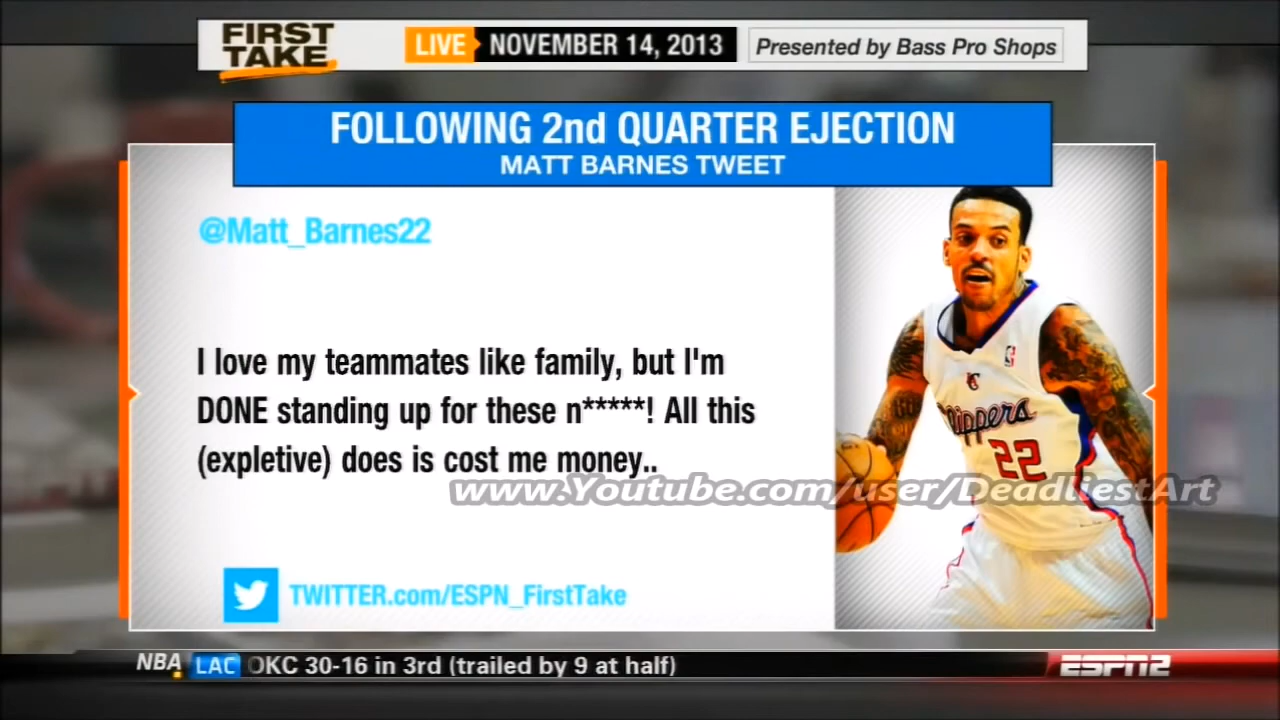 FIRST
TAKE
LIVE NOVEMBER 14, 2013 Presented by Bass Pro Shops
FOLLOWING 2nd QUARTER EJECTION
MATT BARNES TWEET
@Matt_Barnes22
I love my teammates like family, but I'm
DONE standing up for these n*****! All this
(expletive) does is cost me money..
www.Youtube.com/user/DeadliestArt
Clippers
22
TWITTER.com/ESPN_FirstTake
NBA LAC OKC 30-16 in 3rd (trailed by 9 at half) ESPN2